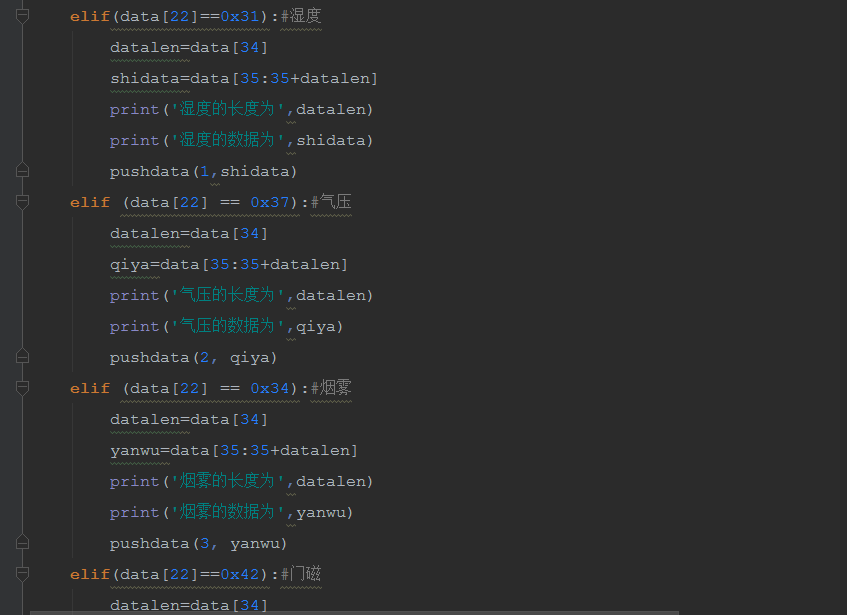 elif(data[22]==0x31):#湿度
datalen=data[34]
shidata=data[35:35+datalen]
print('湿度的长度为',datalen)
print('湿度的数据为',shidata)
pushdata(1,shidata)
elif (data[22] == 0x37):#气压
datalen=data[34]
qiya=data[35:35+datalen]
print('气压的长度为',datalen)
print('气压的数据为',qiya)
pushdata(2, qiya)
elif (data[22] == 0x34):#烟雾
datalen=data[34]
yanwu=data[35:35+datalen]
print('烟雾的长度为',datalen)
print('烟雾的数据为',yanwu)
pushdata(3, yanwu)
elif(data[22]==0x42):#门磁
datalen=data[34]